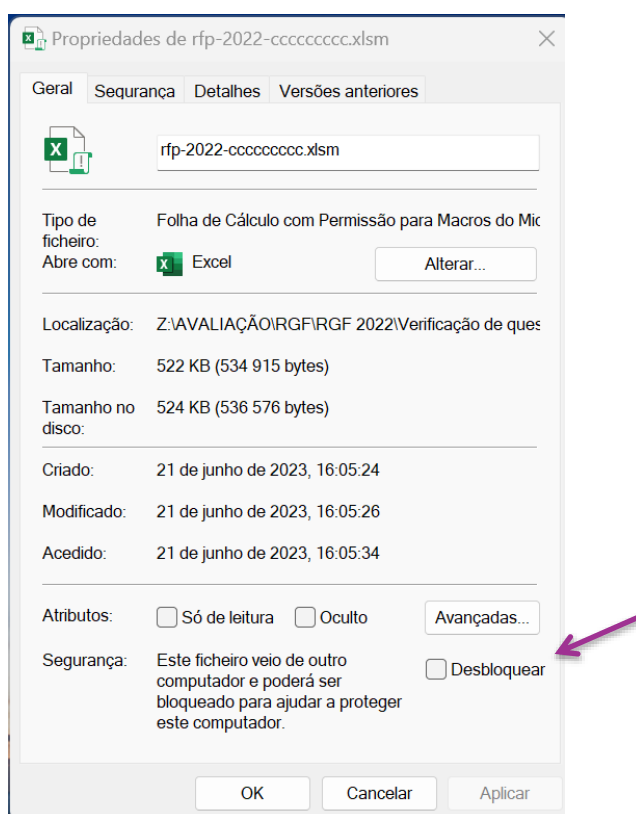 Propriedades de rfp-2022-ccccccccc.xlsm
Geral Segurança Detalhes Versões anteriores
rfp-2022-ccccccccc.xlsm
Tipo de ficheiro: Folha de Cálculo com Permissão para Macros do Mic
Abre com: Excel Alterar...
Localização: Z:\AVALIAÇÃO\RGF\RGF 2022\Verificação de ques
Tamanho: 522 KB (534 915 bytes)
Tamanho no disco: 524 KB (536 576 bytes)
Criado: 21 de junho de 2023, 16:05:24
Modificado: 21 de junho de 2023, 16:05:26
Acedido: 21 de junho de 2023, 16:05:34
Atributos: Só de leitura Oculto Avançadas...
Segurança: Este ficheiro veio de outro
computador e poderá ser
bloqueado para ajudar a proteger
este computador.
Desbloquear
OK Cancelar Aplicar